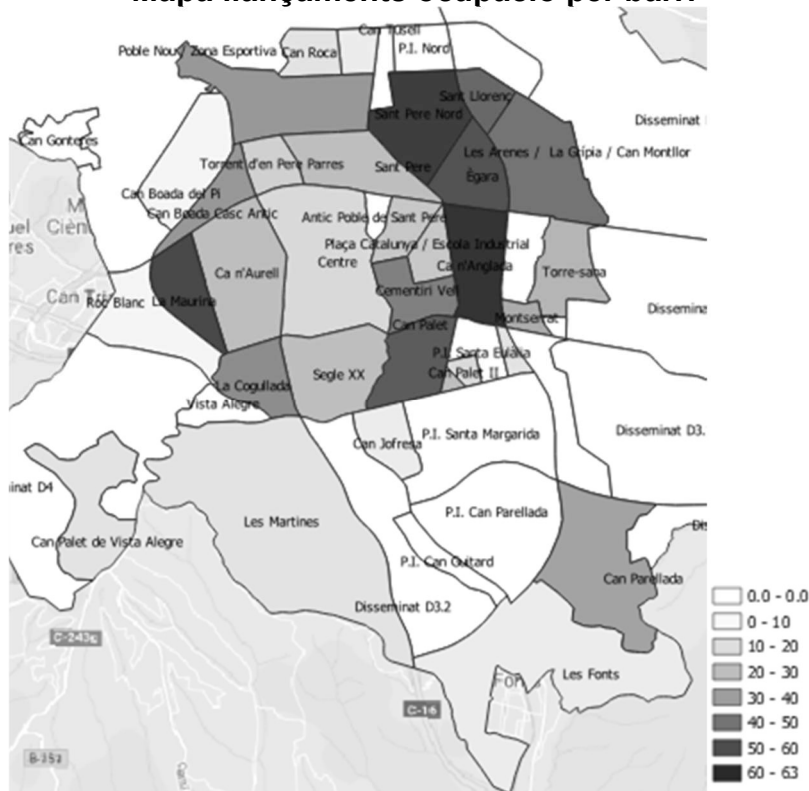 Mapa llançaments ocupació per barri
Can Tusell
Poble Nou / Zona Esportiva
Can Roca
P.I. Nord
Sant Llorenç
Sant Pere Nord
Disseminat
Can Gonteres
Les Arenes / La Grípia / Can Montllor
Torrent d'en Pere Parres
Sant Pere
Ègara
Can Boada del Pi
Can Boada Casc Antic
Antic Poble de Sant Pere
Plaça Catalunya / Escola Industrial
Centre
Ca n'Anglada
Ca n'Aurell
Torre-sana
Cementiri Vell
Roc Blanc
La Maurina
Dissemina
Montserrat
Can Palet
P.I. Santa Eulàlia
Can Palet II
Segle XX
La Cogullada
Vista Alegre
Can Jofresa
P.I. Santa Margarida
Disseminat D3.
inat D4
Les Martines
P.I. Can Parellada
Can Palet de Vista Alegre
P.I. Can Guitard
Can Parellada
Disseminat D3.2
C-243c
Les Fonts
C-16
B-353
0.0 - 0.0
0 - 10
10 - 20
20 - 30
30 - 40
40 - 50
50 - 60
60 - 63